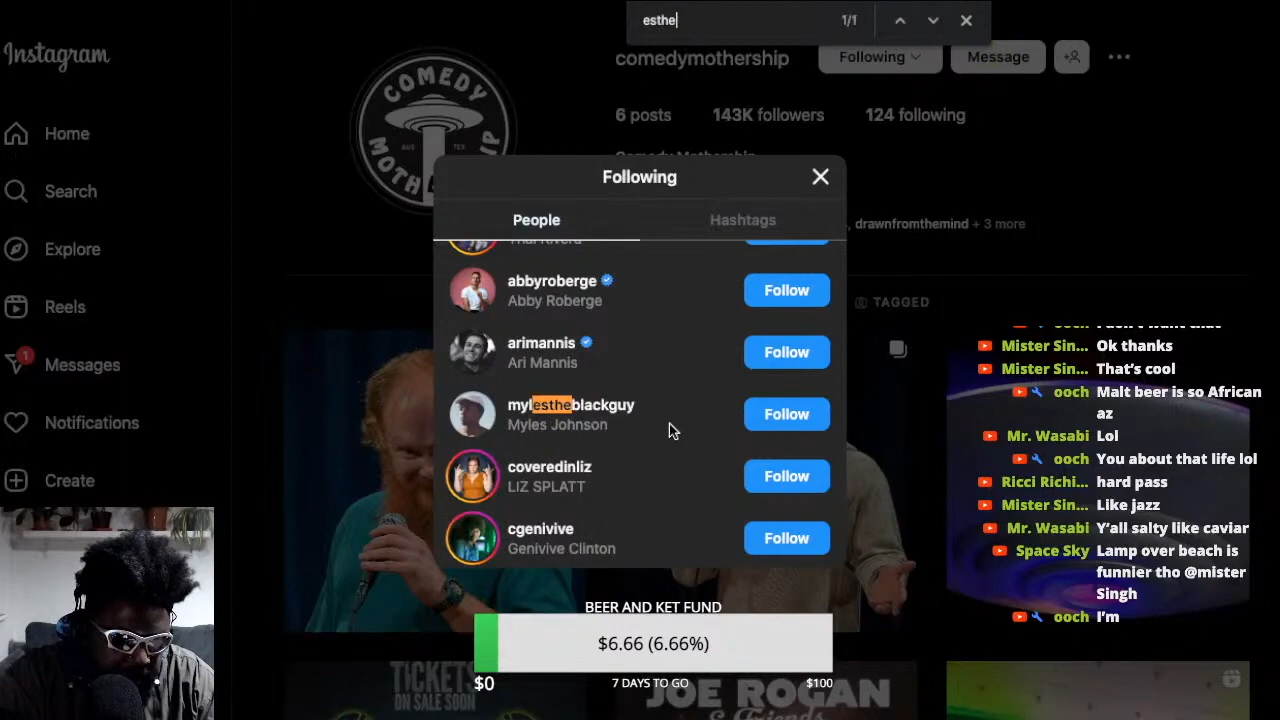 esthe
1/1
Instagram
comedymothership
Following
Message
6 posts
143K followers
124 following
COMEDY
MOTHERSHIP
Comedy Mothership
, drawnfromthemind + 3 more
Home
Search
Explore
Reels
1
Messages
Notifications
Create
Following
People
Hashtags
abbyroberge
Abby Roberge
Follow
arimannis
Ari Mannis
Follow
mylestheblackguy
Myles Johnson
Follow
coveredinliz
LIZ SPLATT
Follow
cgenivive
Genivive Clinton
Follow
TAGGED
Mister Sin... Ok thanks
Mister Sin... That's cool
ooch Malt beer is so African
az
Mr. Wasabi Lol
ooch You about that life lol
Ricci Richi... hard pass
Mister Sin... Like jazz
Mr. Wasabi Y'all salty like caviar
Space Sky Lamp over beach is
funnier tho @mister
Singh
ooch I'm
BEER AND KET FUND
$6.66 (6.66%)
$0
7 DAYS TO GO
$100
TICKETS
ON SALE SOON
JOE ROGAN
& Friends